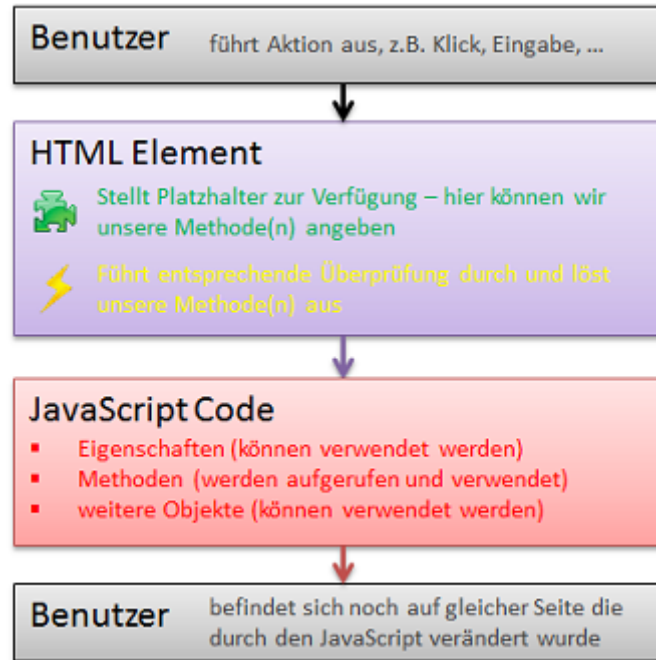 Benutzer führt Aktion aus, z.B. Klick, Eingabe, ...
HTML Element
Stellt Platzhalter zur Verfügung – hier können wir
unsere Methode(n) angeben
Führt entsprechende Überprüfung durch und löst
unsere Methode(n) aus
JavaScript Code
▪ Eigenschaften (können verwendet werden)
▪ Methoden (werden aufgerufen und verwendet)
▪ weitere Objekte (können verwendet werden)
Benutzer befindet sich noch auf gleicher Seite die
durch den JavaScript verändert wurde